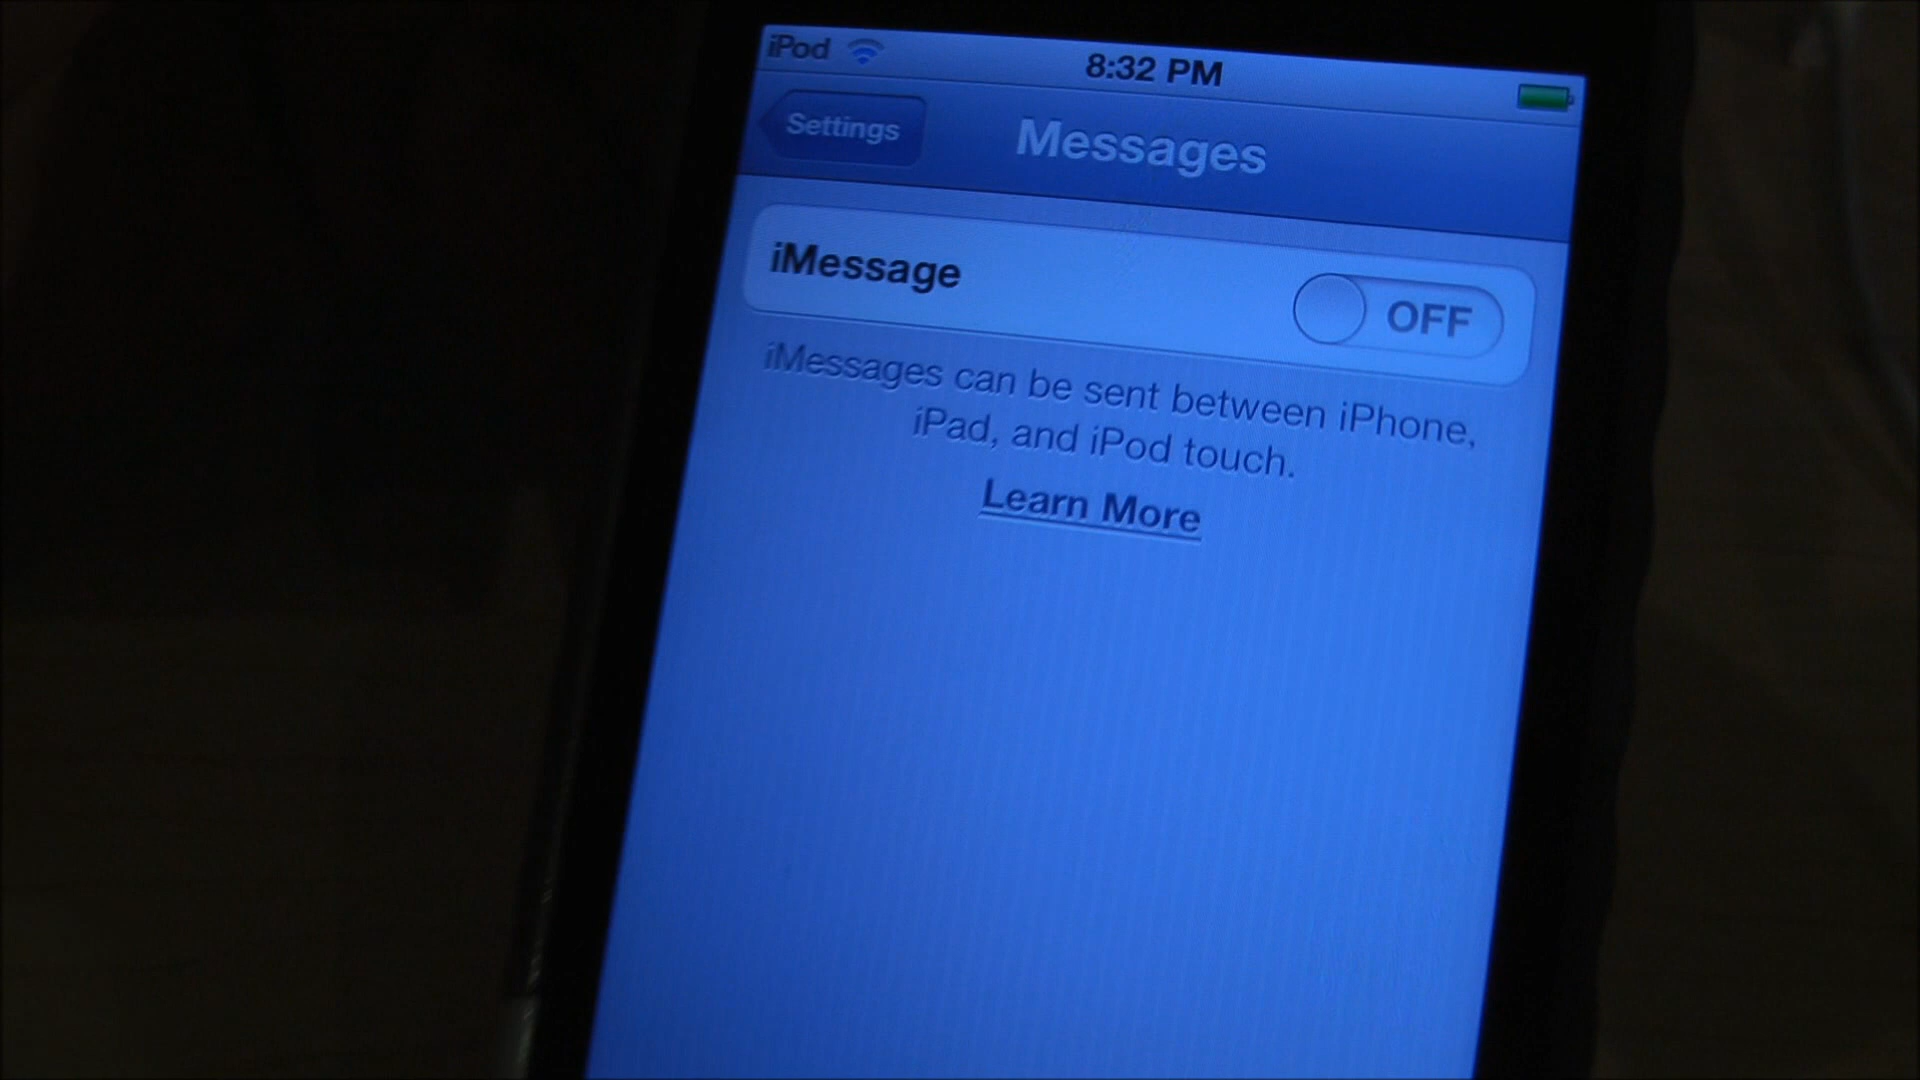 iPod
8:32 PM
Settings
Messages
iMessage
OFF
iMessages can be sent between iPhone,
iPad, and iPod touch.
Learn More